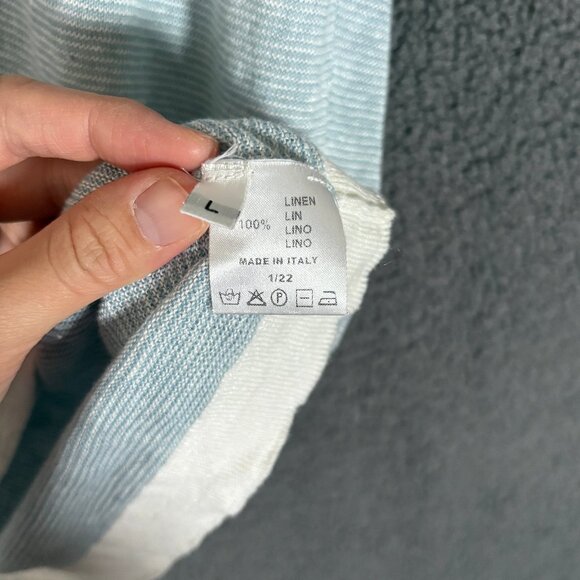 L
100%
LINEN
LIN
LINO
LINO
MADE IN ITALY
1/22
P